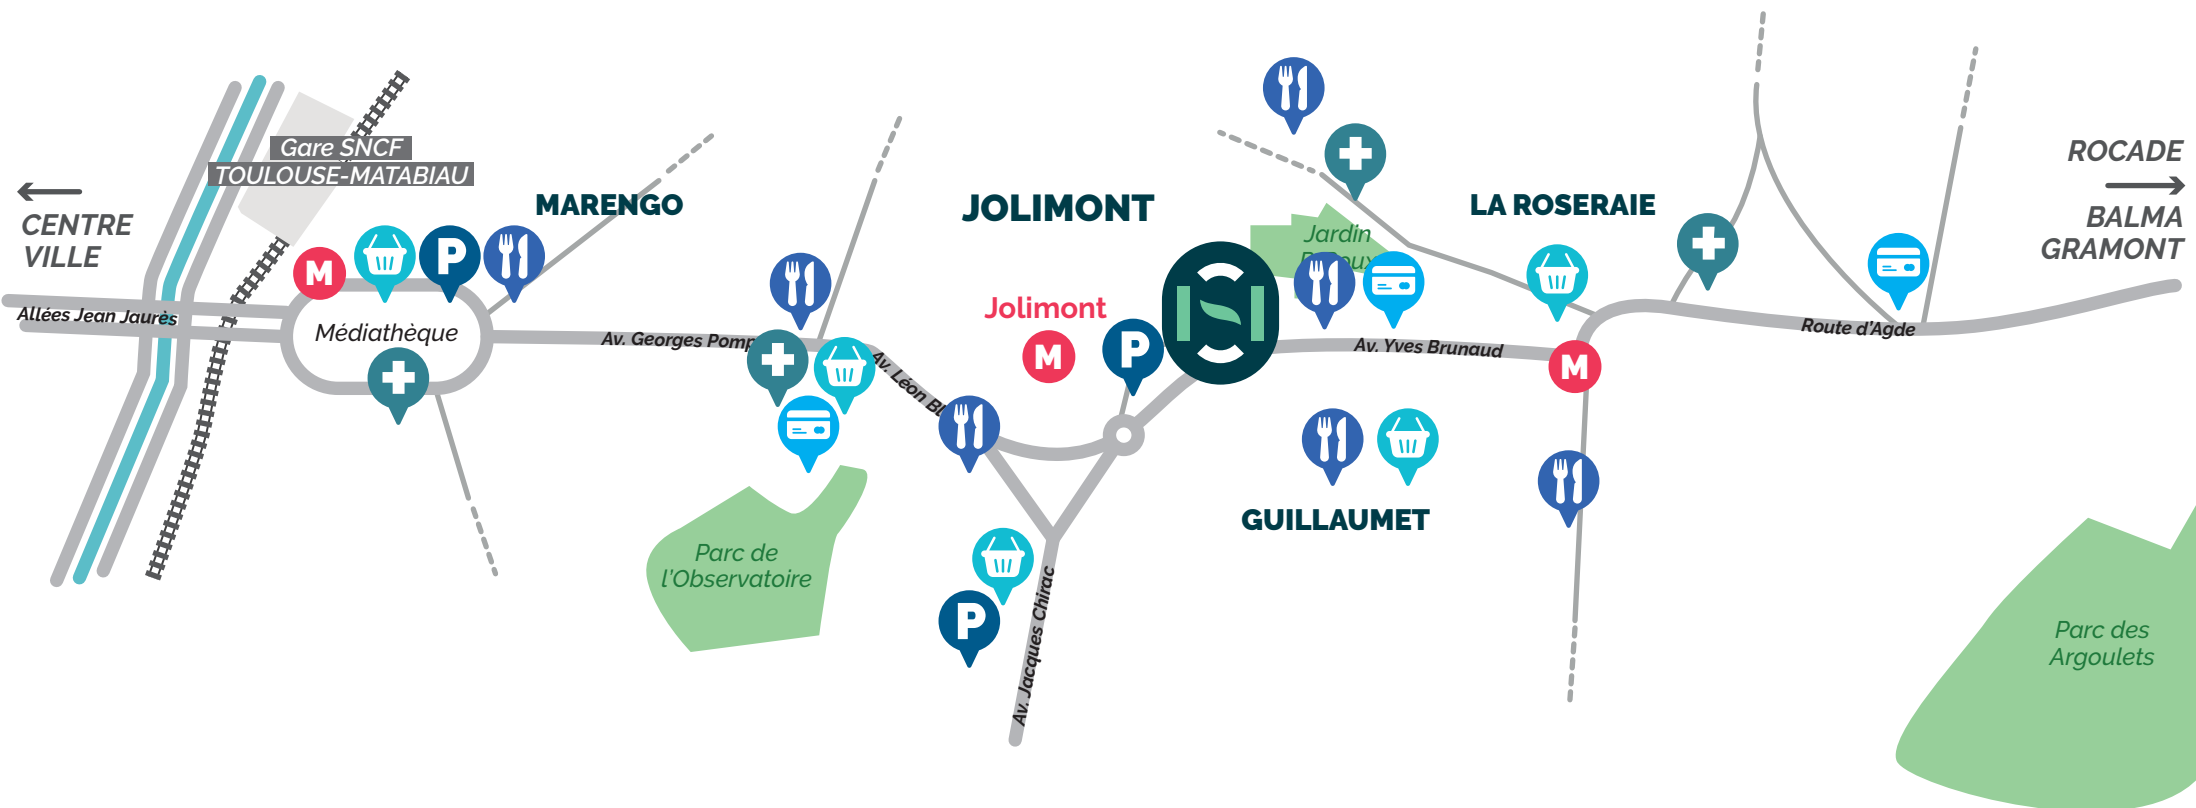 Gare SNCF
TOULOUSE-MATABIAU
CENTRE
VILLE
MARENGO
JOLIMONT
LA ROSERAIE
ROCADE
BALMA
GRAMONT
Jardin
M
P
Allées Jean Jaurès
Médiathèque
Av. Georges
Av. Léon
Jolimont
M
P
Av. Yves Brunaud
M
Route d'Agde
GUILLAUMET
Parc de
l'Observatoire
P
Av. Jacques Chirac
Parc des
Argoulets